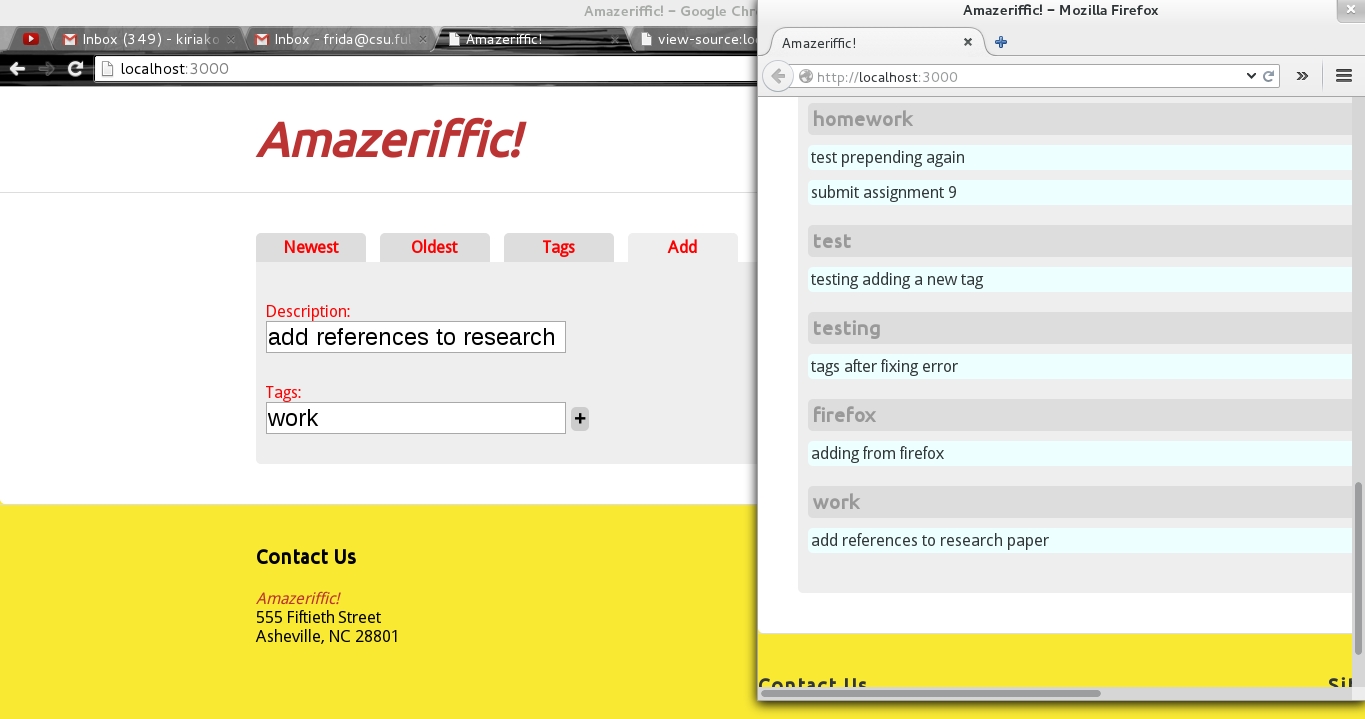 Amazeriffic! – Google Chr
Inbox (349) - kiriako
Inbox - frida@csu.ful
Amazeriffic!
view-source:lo
localhost:3000
Amazeriffic!
Newest
Oldest
Tags
Add
Description:
add references to research
Tags:
work
+
Contact Us
Amazeriffic!
555 Fiftieth Street
Asheville, NC 28801
Amazeriffic! – Mozilla Firefox
Amazeriffic!
http://localhost:3000
homework
test prepending again
submit assignment 9
test
testing adding a new tag
testing
tags after fixing error
firefox
adding from firefox
work
add references to research paper
Contact Us